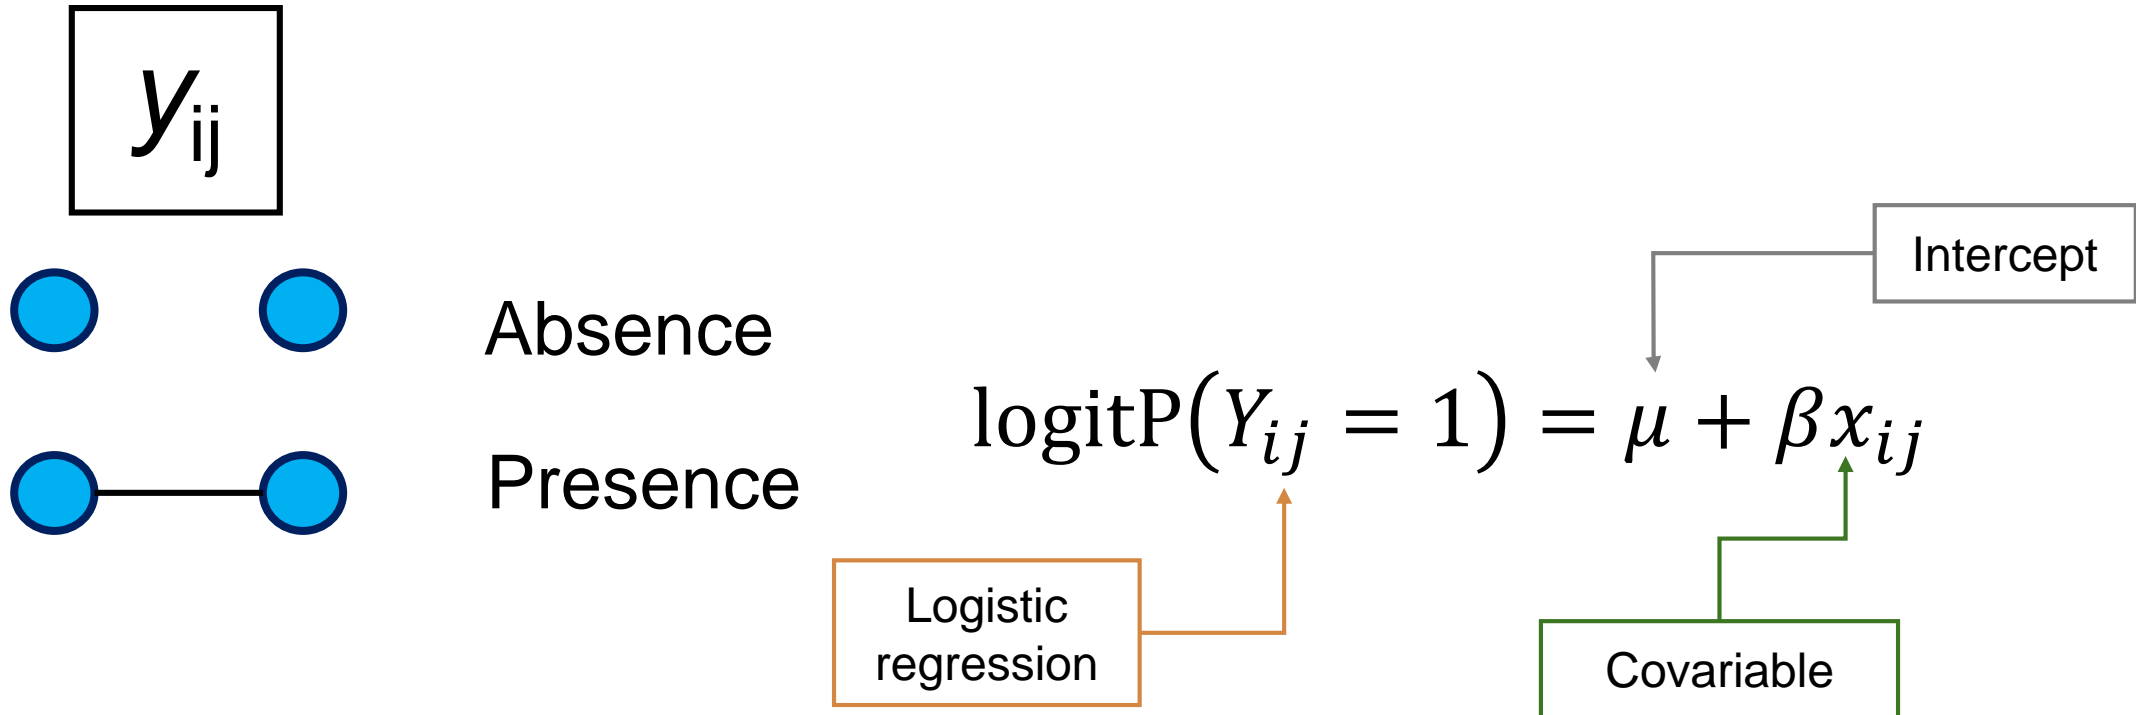 yij
Absence
Presence
Intercept
logitP(Yij = 1) = μ + βxij
Logistic
regression
Covariable